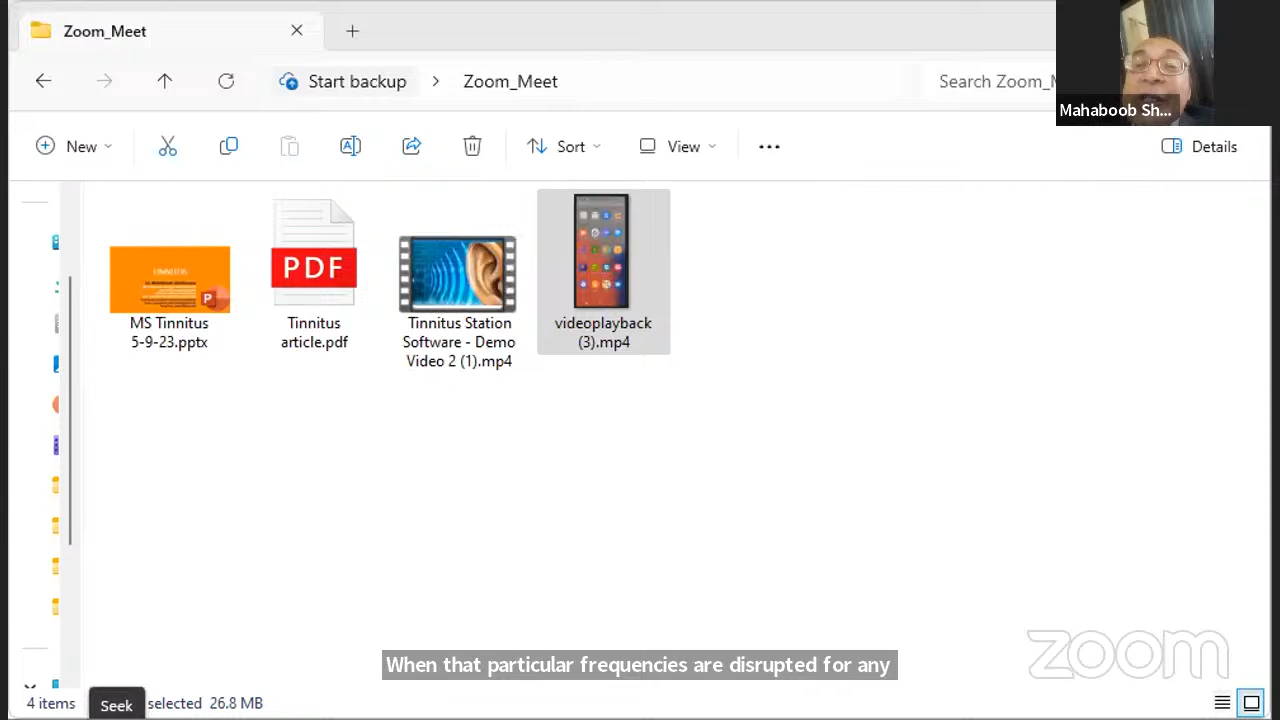 Zoom_Meet
Start backup
Zoom_Meet
Search Zoom_M
Mahaboob Sh...
New
Sort
View
Details
TINNITUS
PDF
MS Tinnitus
5-9-23.pptx
Tinnitus
article.pdf
Tinnitus Station
Software - Demo
Video 2 (1).mp4
videoplayback
(3).mp4
When that particular frequencies are disrupted for any
zoom
4 items
Seek
selected 26.8 MB